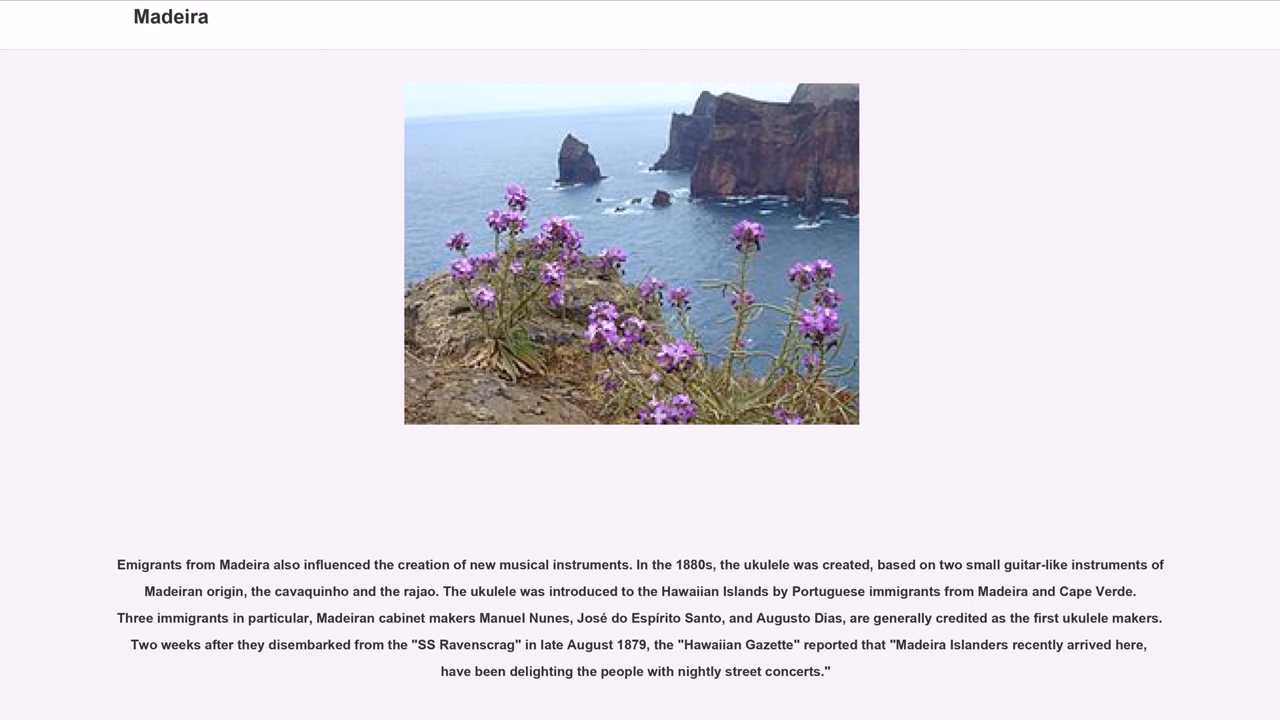 Madeira
Emigrants from Madeira also influenced the creation of new musical instruments. In the 1880s, the ukulele was created, based on two small guitar-like instruments of
Madeiran origin, the cavaquinho and the rajao. The ukulele was introduced to the Hawaiian Islands by Portuguese immigrants from Madeira and Cape Verde.
Three immigrants in particular, Madeiran cabinet makers Manuel Nunes, José do Espírito Santo, and Augusto Dias, are generally credited as the first ukulele makers.
Two weeks after they disembarked from the "SS Ravenscrag" in late August 1879, the "Hawaiian Gazette" reported that "Madeira Islanders recently arrived here,
have been delighting the people with nightly street concerts."